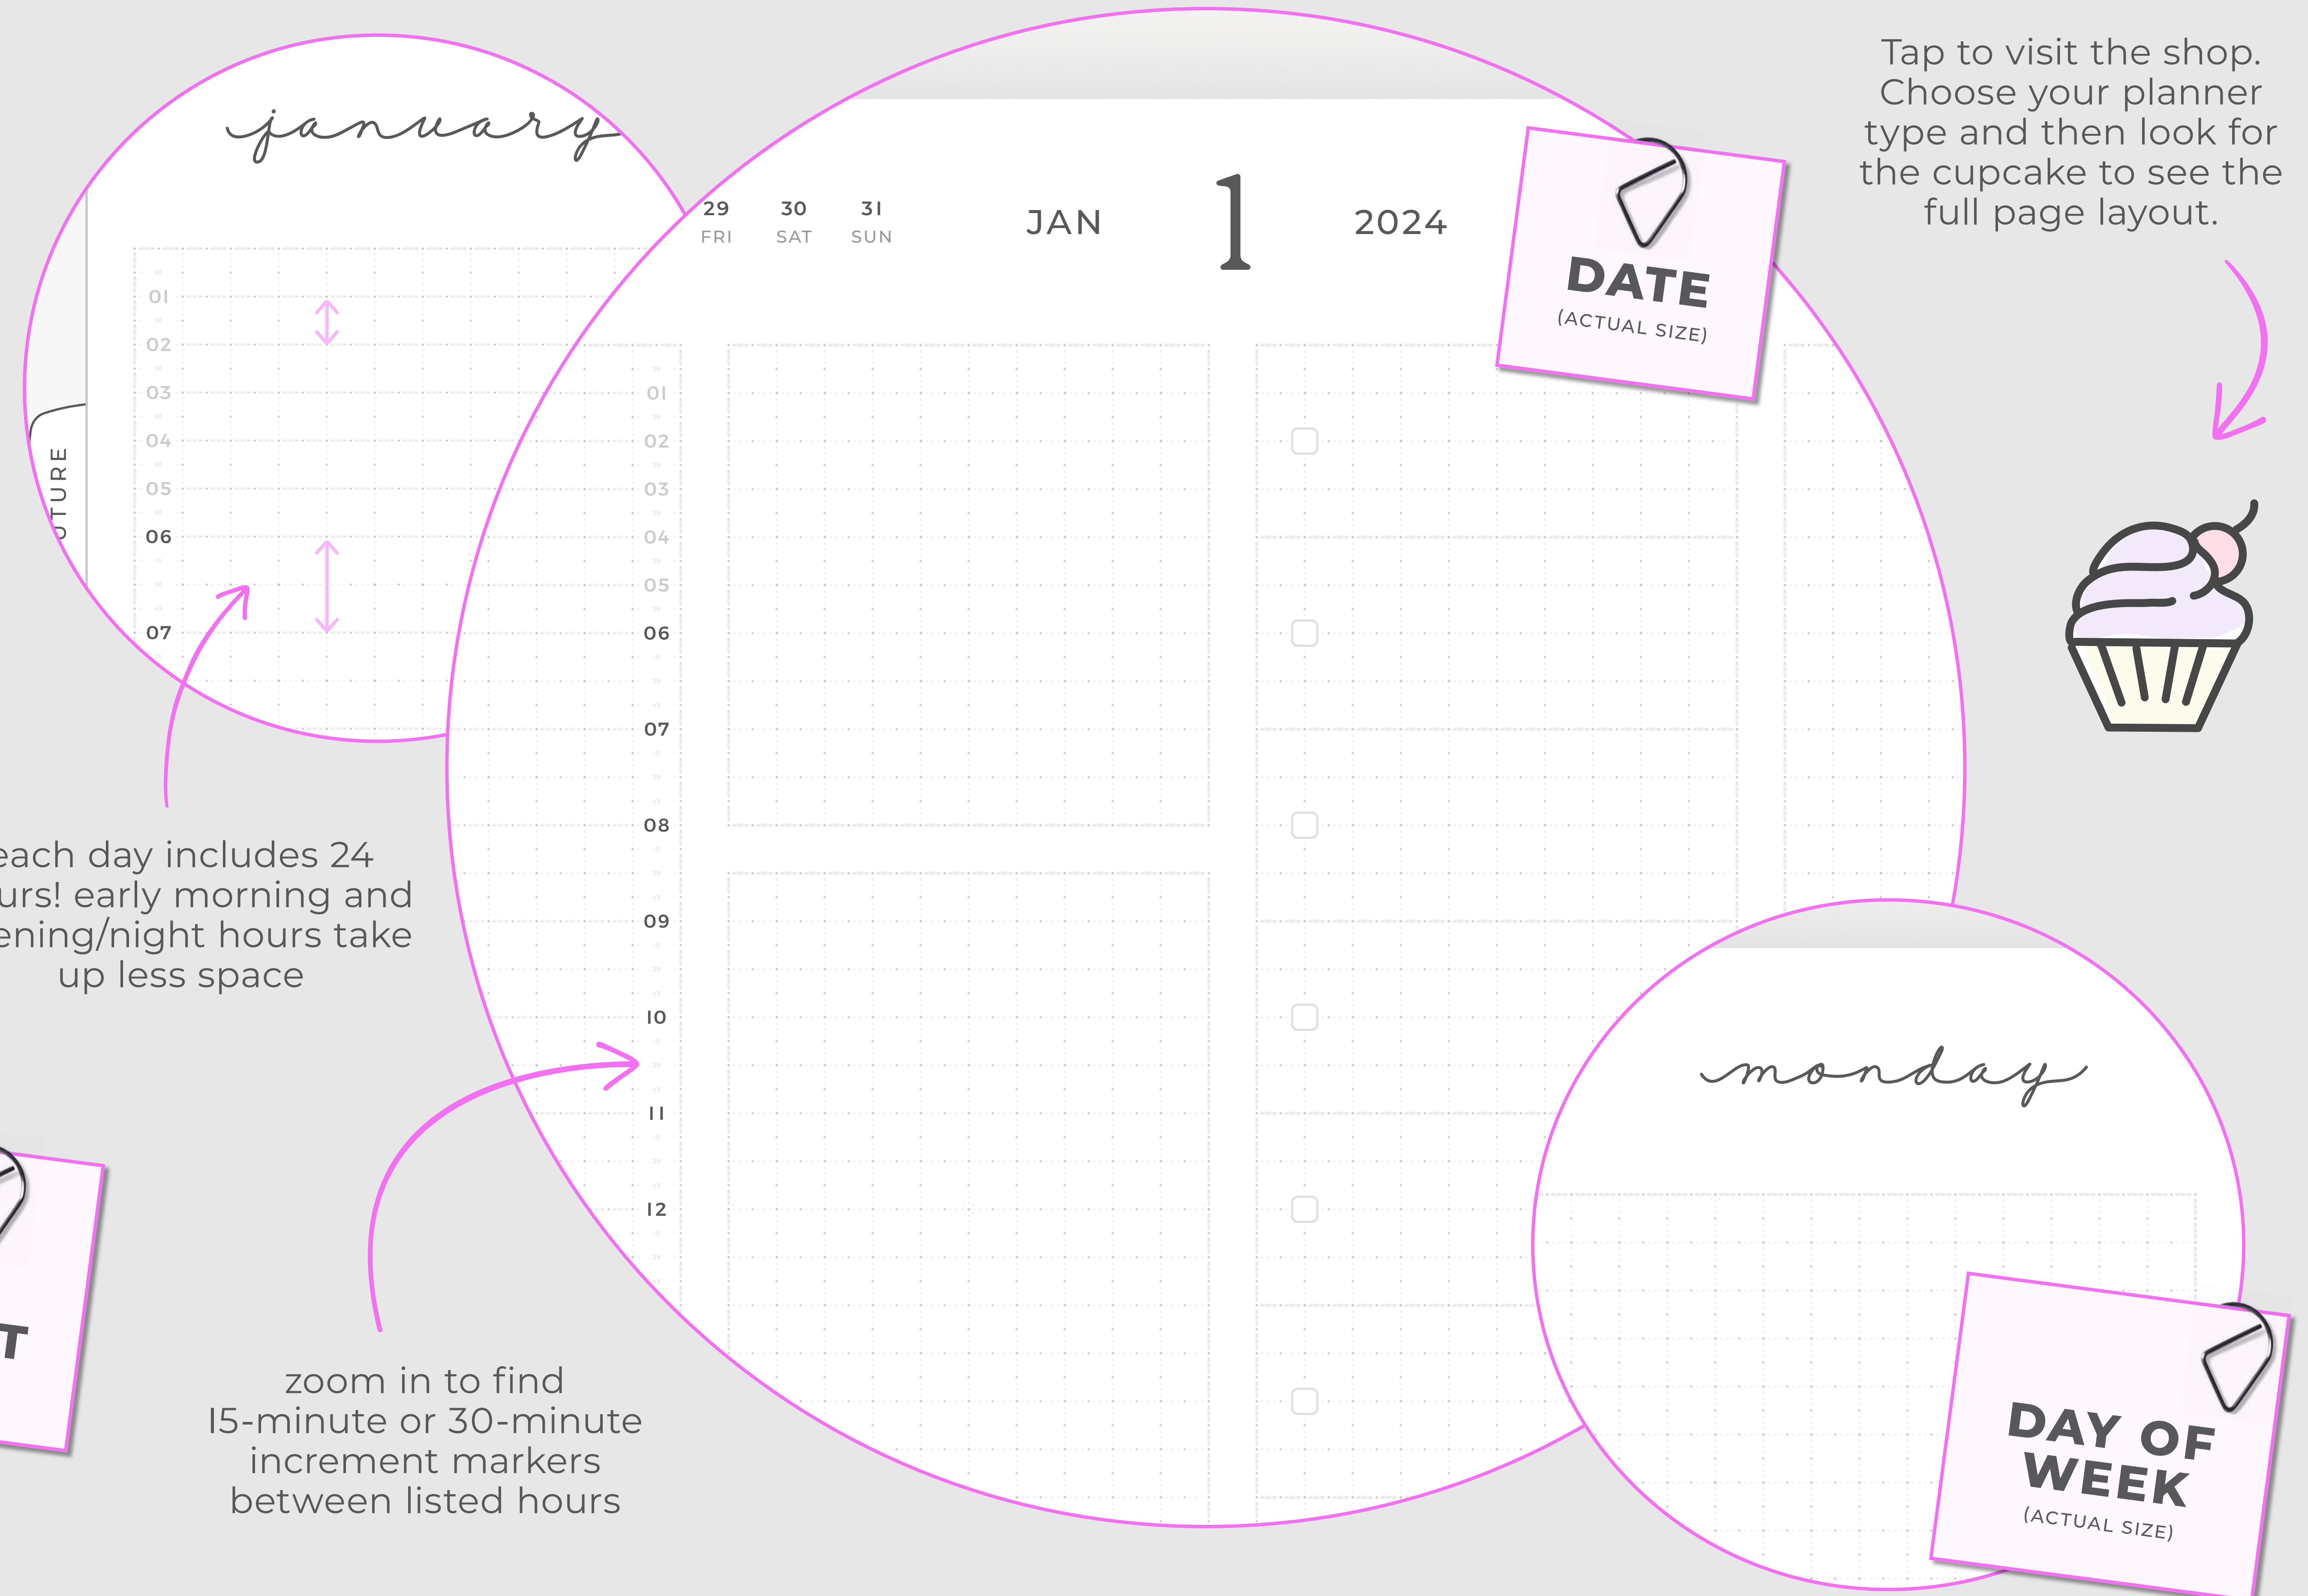 january
01
02
03
04
05
06
07
UTURE
29 30 31
FRI SAT SUN
JAN 1 2024
01
02
03
04
05
06
07
08
09
10
11
12
DATE
(ACTUAL SIZE)
Tap to visit the shop.
Choose your planner
type and then look for
the cupcake to see the
full page layout.
each day includes 24
urs! early morning and
ening/night hours take
up less space
T
zoom in to find
15-minute or 30-minute
increment markers
between listed hours
monday
DAY OF
WEEK
(ACTUAL SIZE)